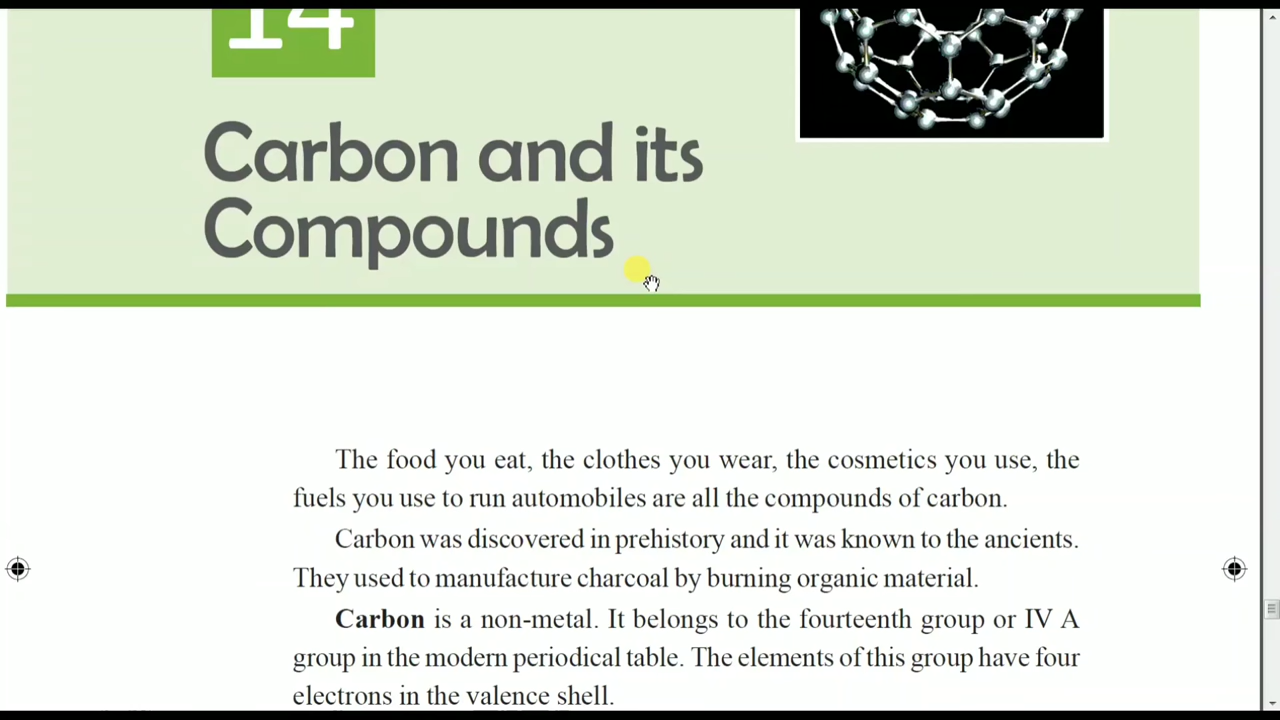 14
Carbon and its
Compounds
The food you eat, the clothes you wear, the cosmetics you use, the
fuels you use to run automobiles are all the compounds of carbon.
Carbon was discovered in prehistory and it was known to the ancients.
They used to manufacture charcoal by burning organic material.
Carbon is a non-metal. It belongs to the fourteenth group or IV A
group in the modern periodical table. The elements of this group have four
electrons in the valence shell.